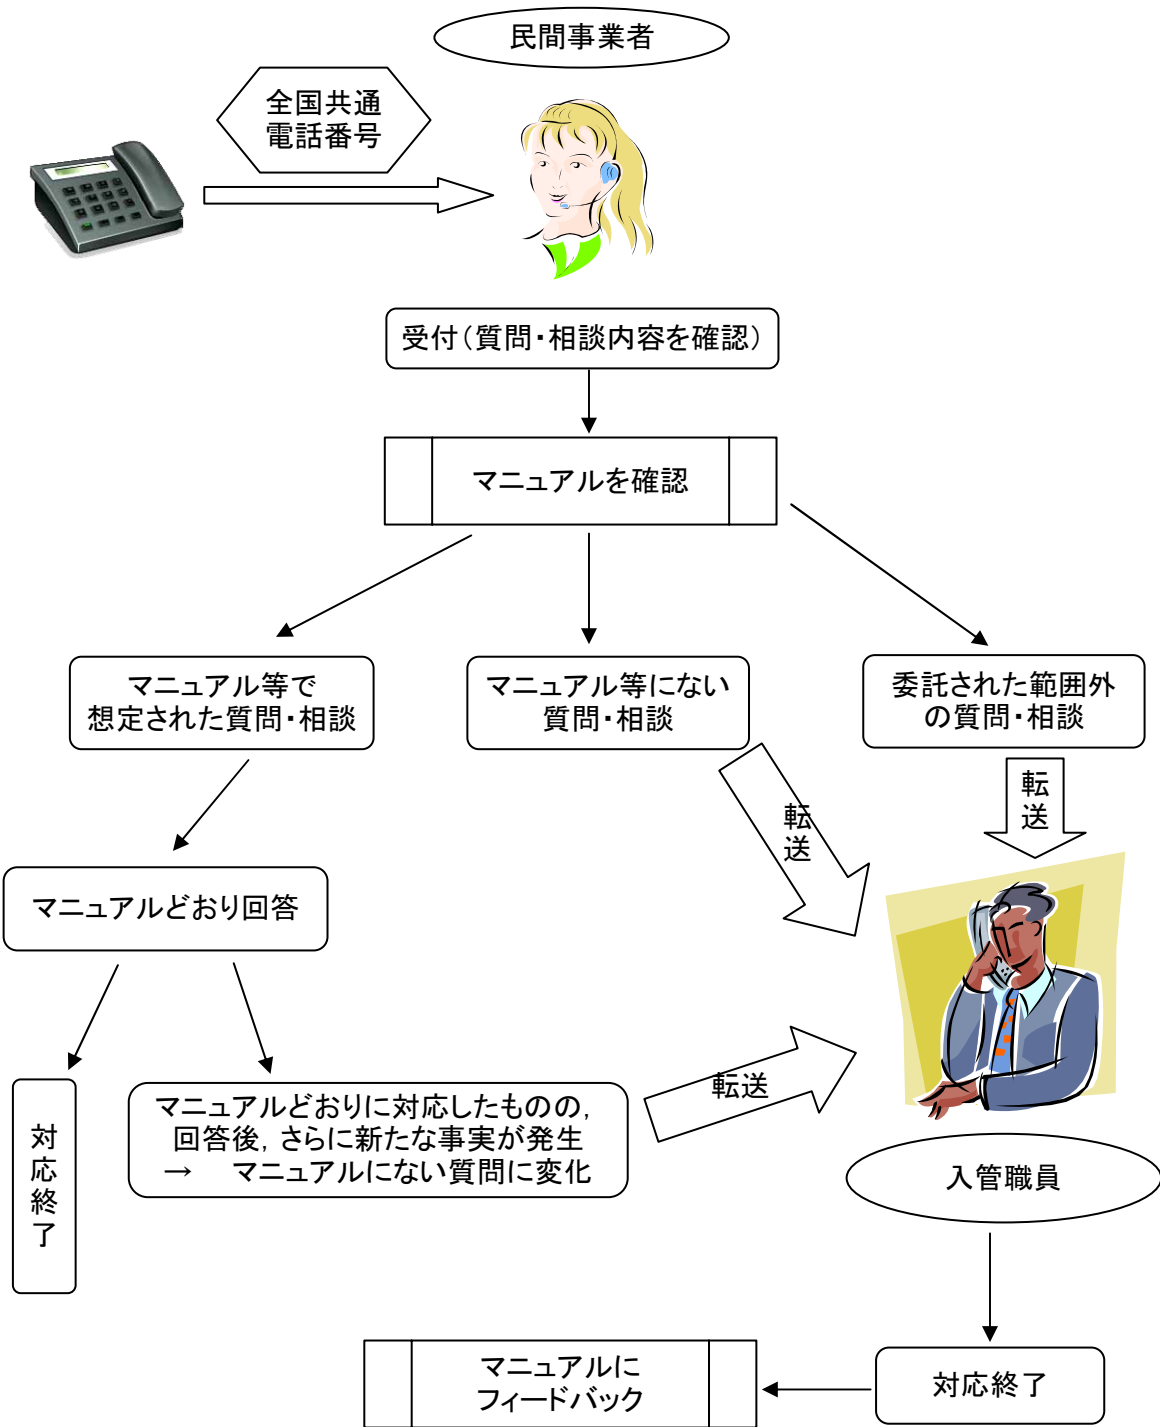 民間事業者
全国共通
電話番号
受付（質問・相談内容を確認）
マニュアルを確認
マニュアル等で
想定された質問・相談
マニュアル等にない
質問・相談
委託された範囲外
の質問・相談
転送
転送
マニュアルどおり回答
対応終了
マニュアルどおりに対応したものの，
回答後，さらに新たな事実が発生
→　マニュアルにない質問に変化
転送
入管職員
対応終了
マニュアルに
フィードバック